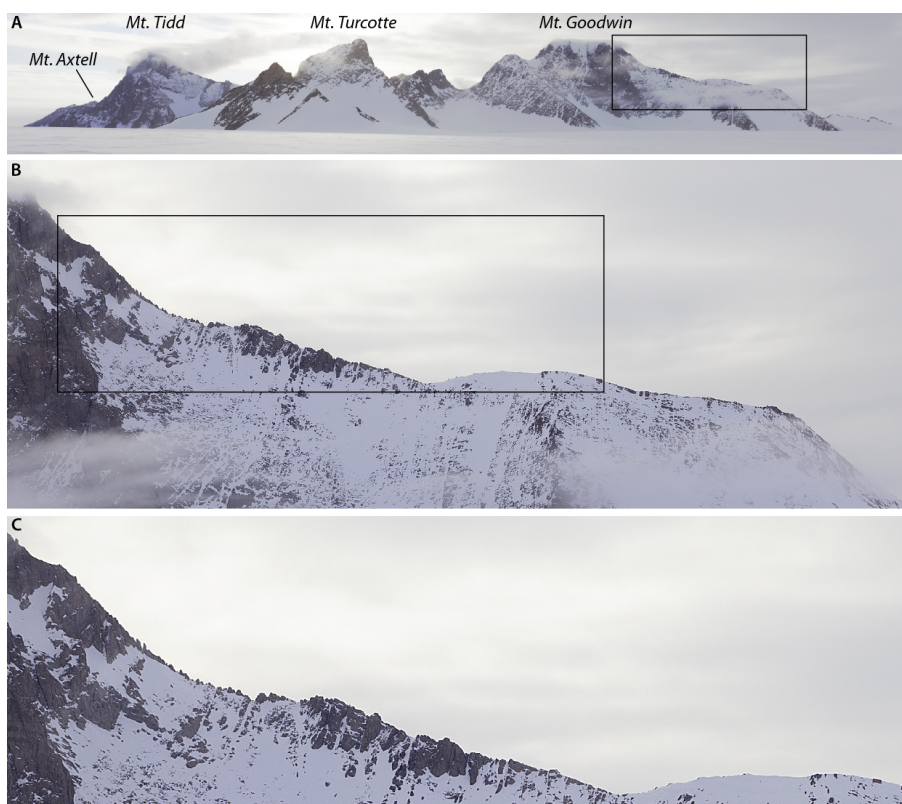 A
Mt. Tidd
Mt. Turcotte
Mt. Goodwin
Mt. Axtell
B
C